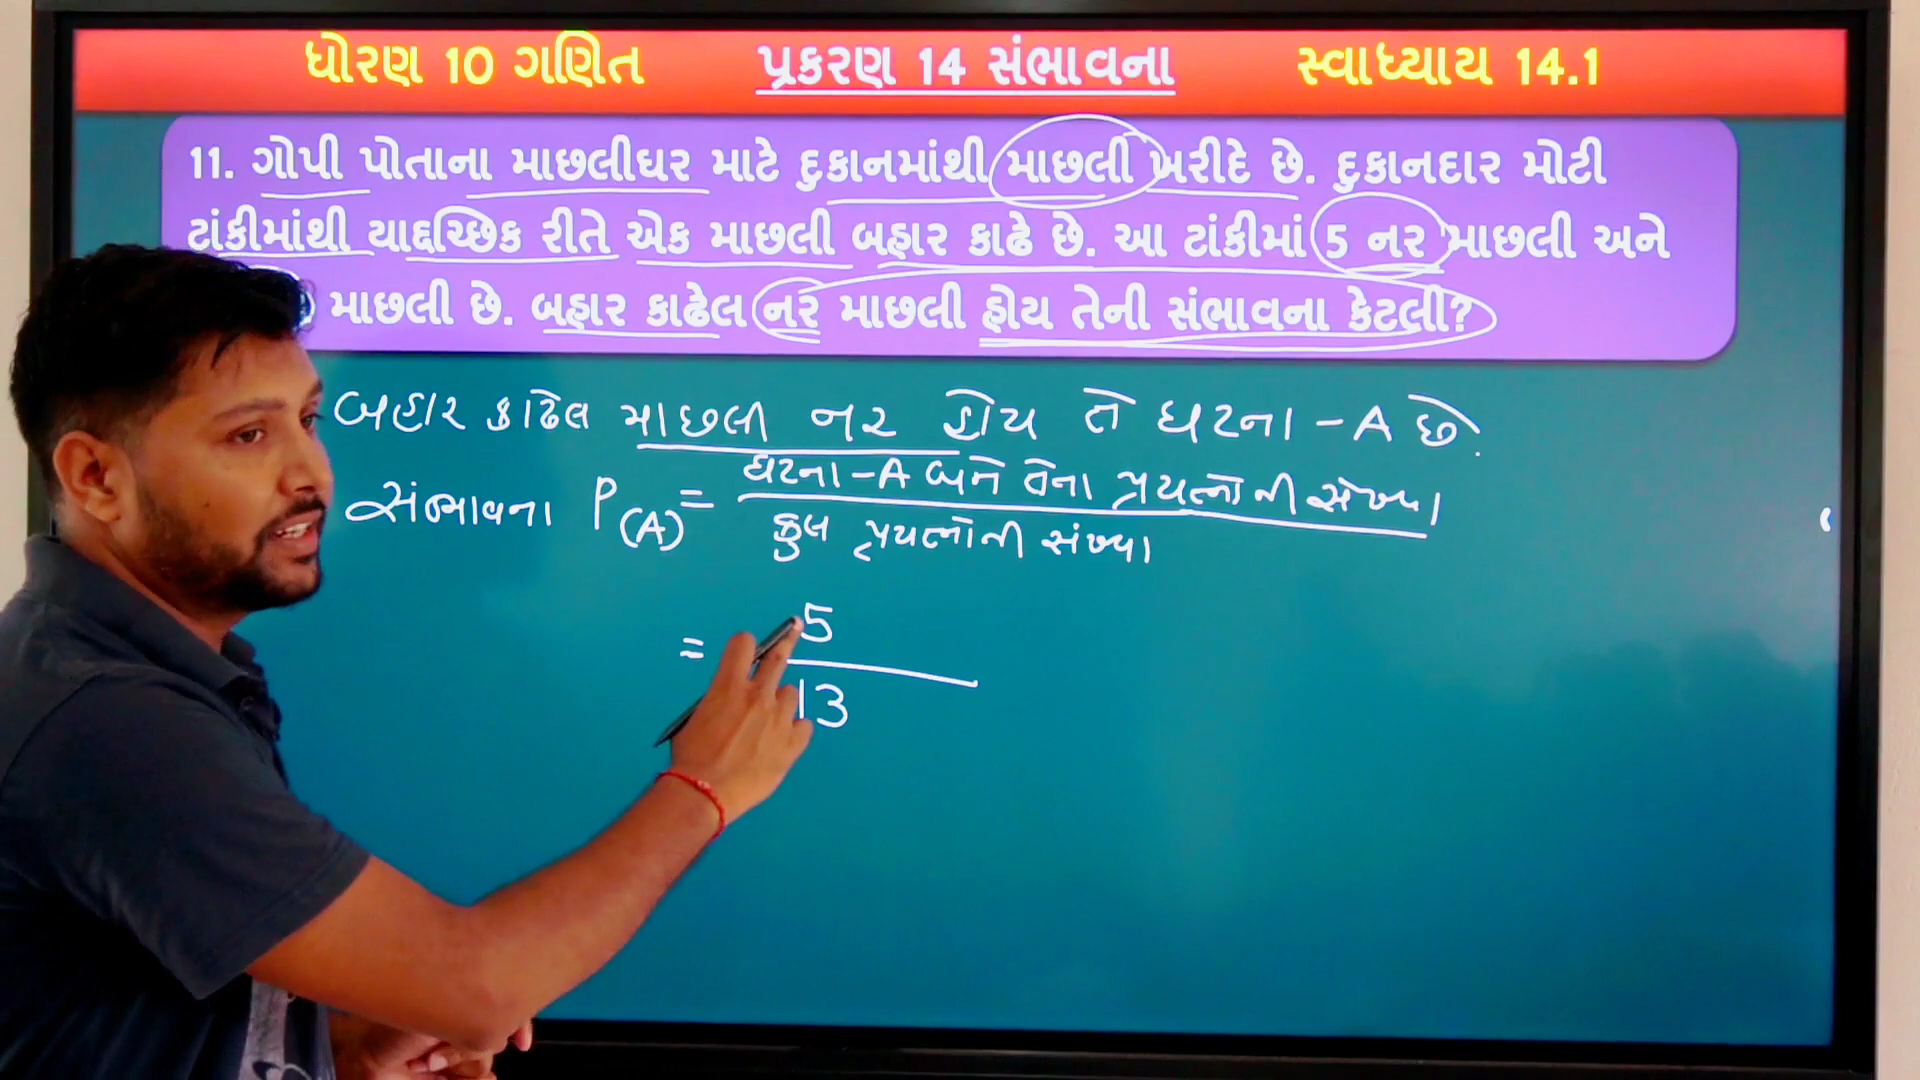 ધોરણ 10 ગણિત પ્રકરણ 14 સંભાવના સ્વાધ્યાય 14.1
11. ગોપી પોતાના માછલીઘર માટે દુકાનમાંથી માછલી ખરીદે છે. દુકાનદાર મોટી
ટાંકીમાંથી યાદ્દચ્છિક રીતે એક માછલી બહાર કાઢે છે. આ ટાંકીમાં 5 નર માછલી અને
માછલી છે. બહાર કાઢેલ નર માછલી હોય તેની સંભાવના કેટલી?
બહાર કાઢેલ માછલી નર હોય તે ઘટના - A છે.
સંભાવના P(A) = ઘટના - A બને તેના પ્રયત્નોની સંખ્યા
કુલ પ્રયત્નોની સંખ્યા
= 5
13